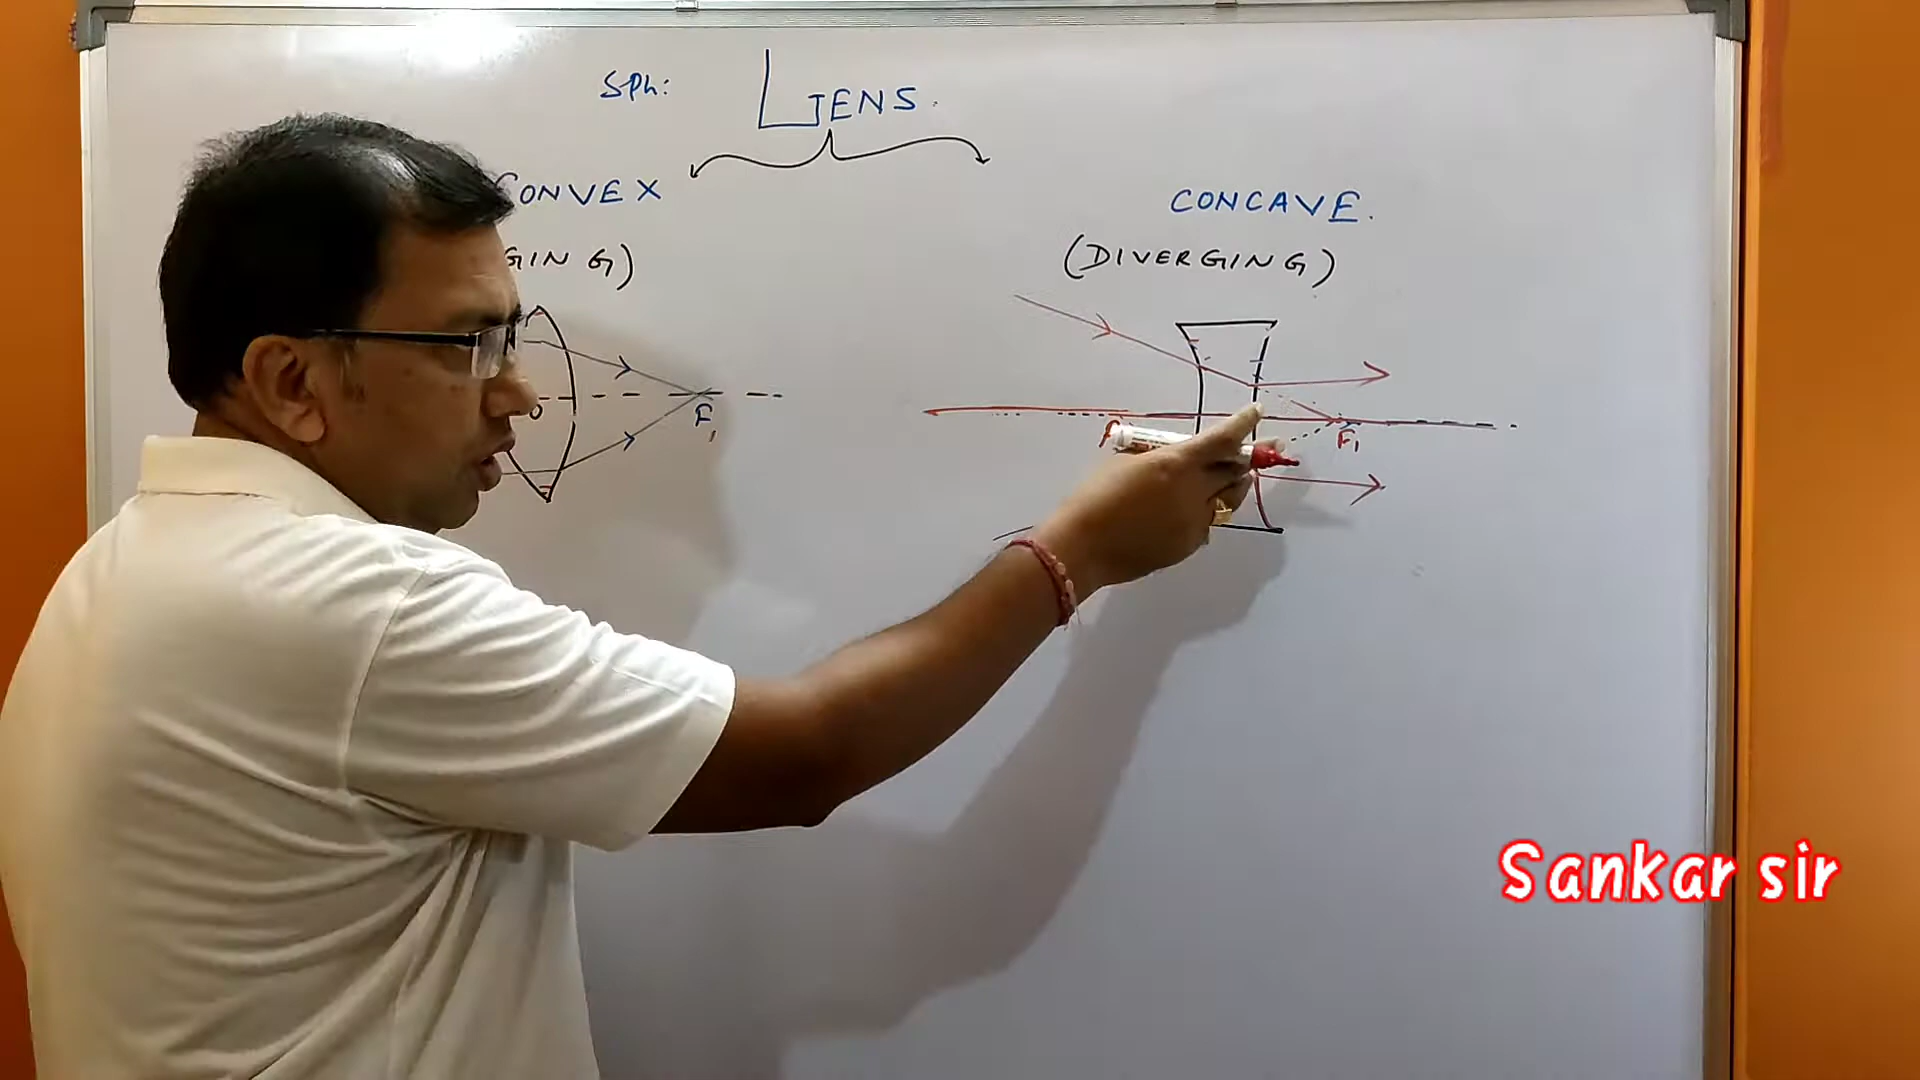 Sph: LENS.
CONVEX
CONCAVE.
GING)
(DIVERGING)
O
F1
F1
Sankar sir